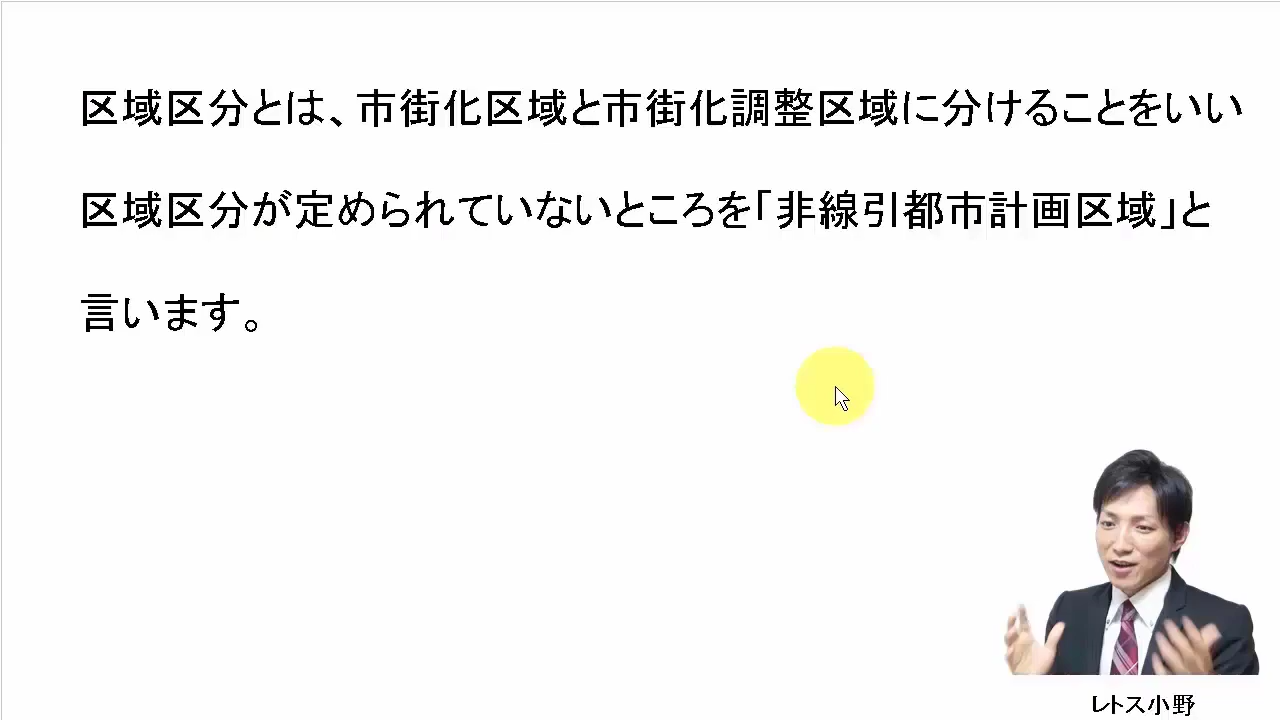 区域区分とは、市街化区域と市街化調整区域に分けることをいい
区域区分が定められていないところを「非線引都市計画区域」と
言います。
レトス小野